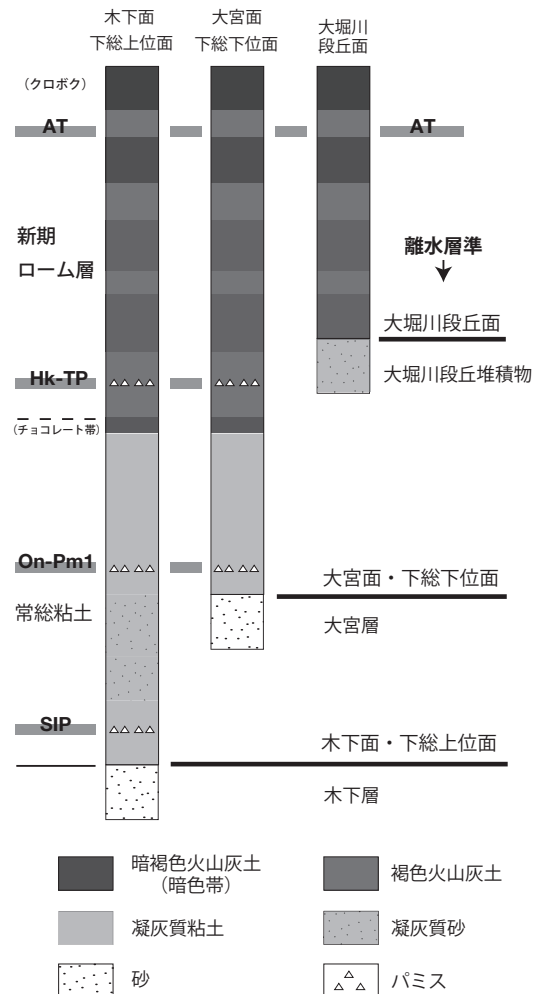 木下面
下総上位面
大宮面
下総下位面
大堀川
段丘面
（クロボク）
AT
AT
新期
ローム層
離水層準
大堀川段丘面
大堀川段丘堆積物
Hk-TP
（チョコレート帯）
On-Pm1
大宮面・下総下位面
常総粘土
大宮層
SIP
木下面・下総上位面
木下層
暗褐色火山灰土
（暗色帯）
褐色火山灰土
凝灰質粘土
凝灰質砂
砂
パミス